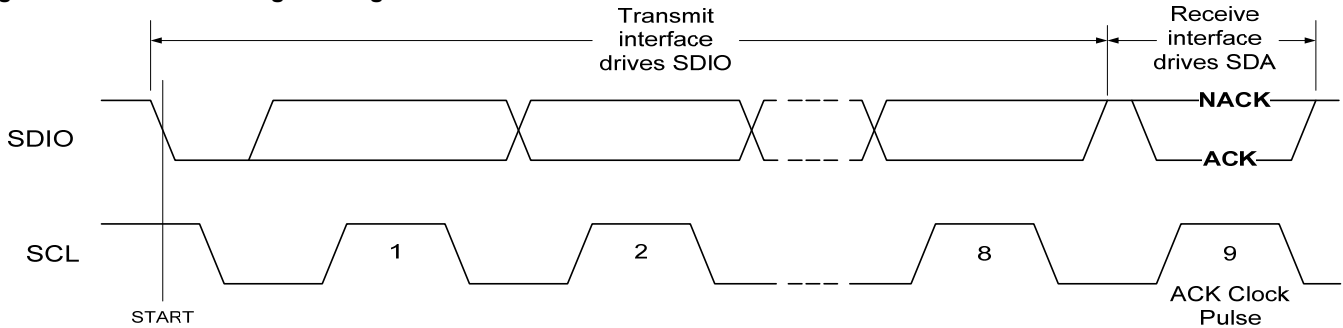 Transmit
interface
drives SDIO
Receive
interface
drives SDA
NACK
SDIO
ACK
SCL
1
2
8
9
START
ACK Clock
Pulse